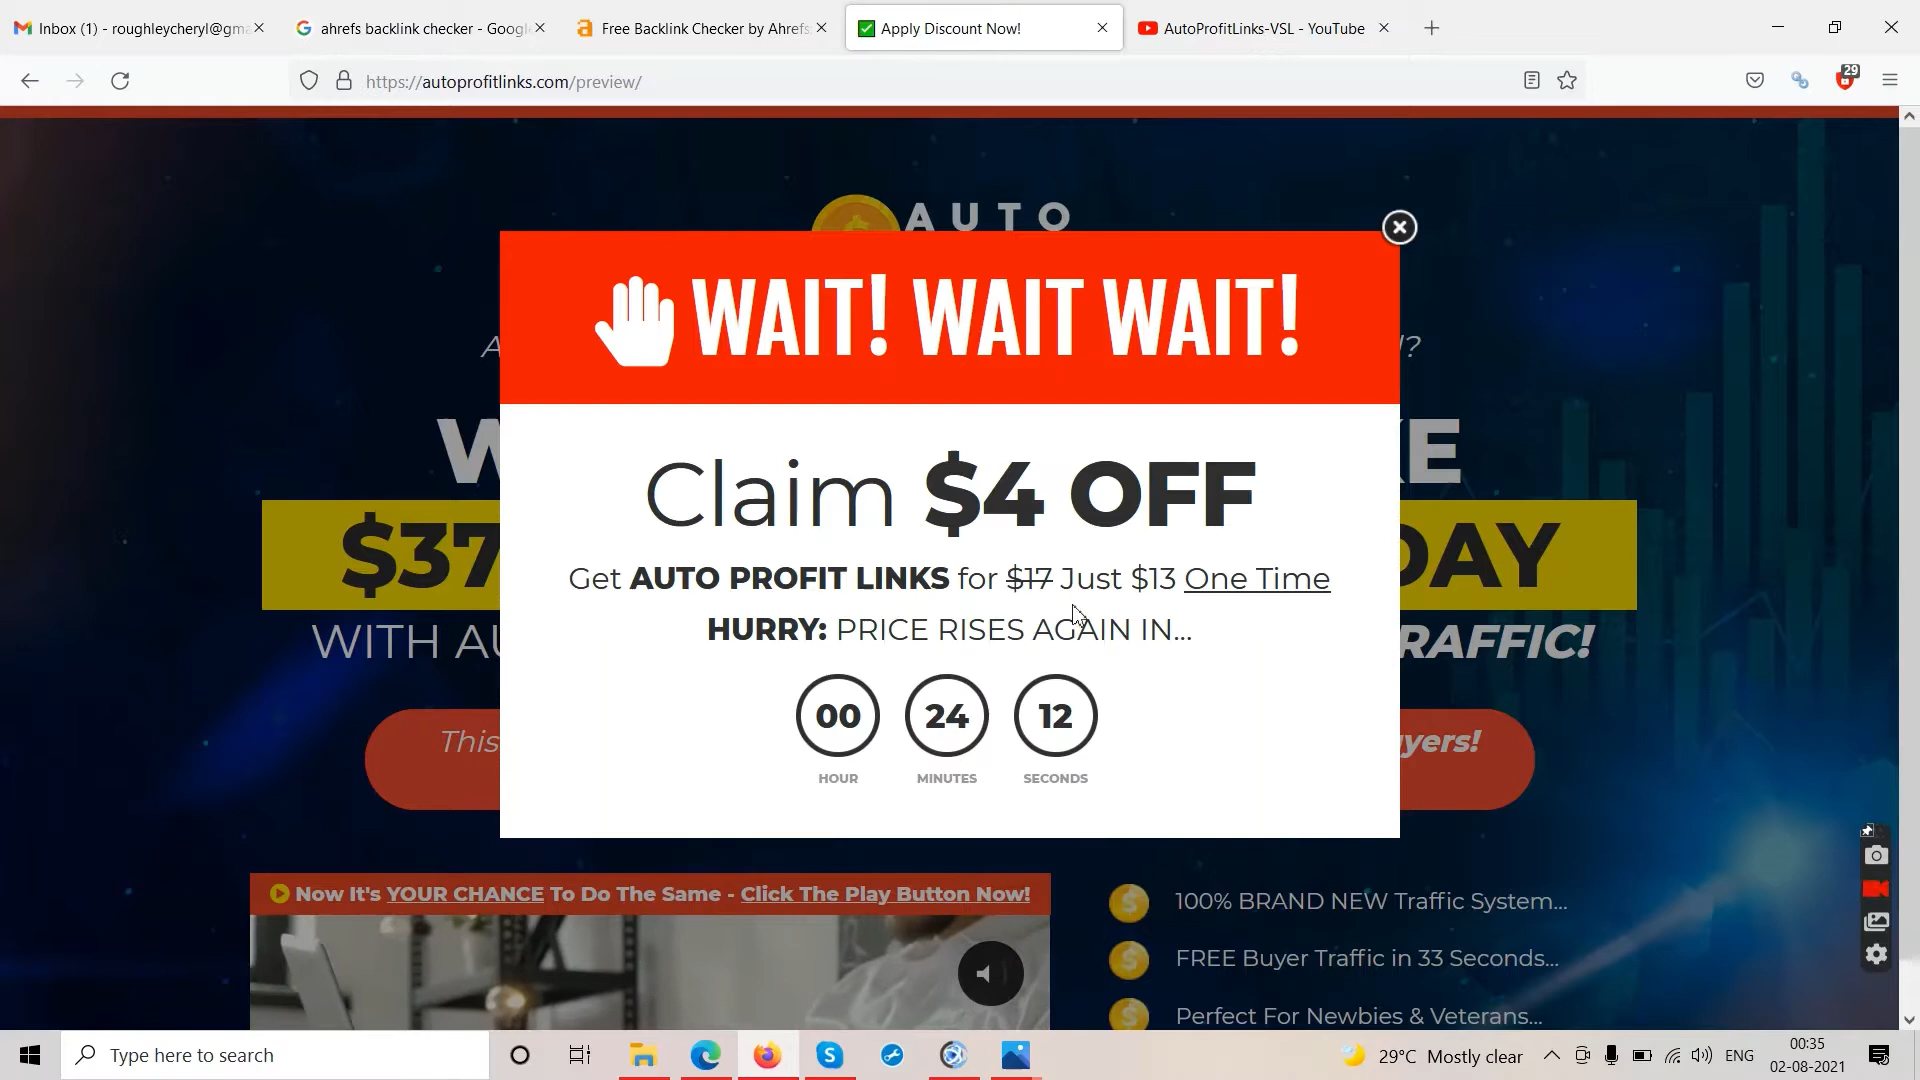 Inbox (1) - roughleycheryl@gma
ahrefs backlink checker - Google
Free Backlink Checker by Ahrefs
Apply Discount Now!
AutoProfitLinks-VSL - YouTube
https://autoprofitlinks.com/preview/
29
AUTO
WAIT! WAIT WAIT!
Claim $4 OFF
Get AUTO PROFIT LINKS for $17 Just $13 One Time
HURRY: PRICE RISES AGAIN IN...
00 24 12
HOUR MINUTES SECONDS
$37
DAY
WITH AU
RAFFIC!
This
yers!
Now It's YOUR CHANCE To Do The Same - Click The Play Button Now!
100% BRAND NEW Traffic System...
FREE Buyer Traffic in 33 Seconds...
Perfect For Newbies & Veterans...
Type here to search
29°C Mostly clear
ENG
00:35
02-08-2021